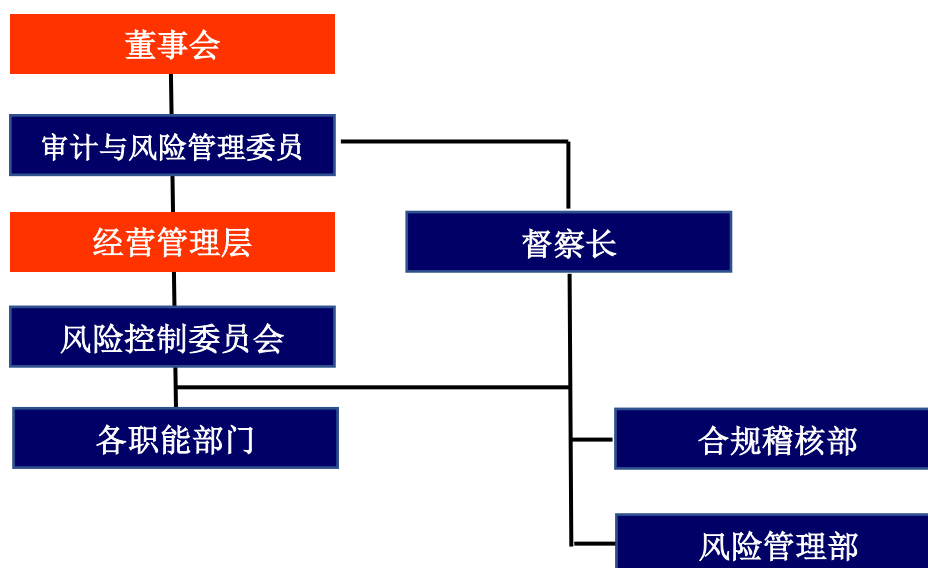 董事会
审计与风险管理委员
经营管理层
督察长
风险控制委员会
各职能部门
合规稽核部
风险管理部